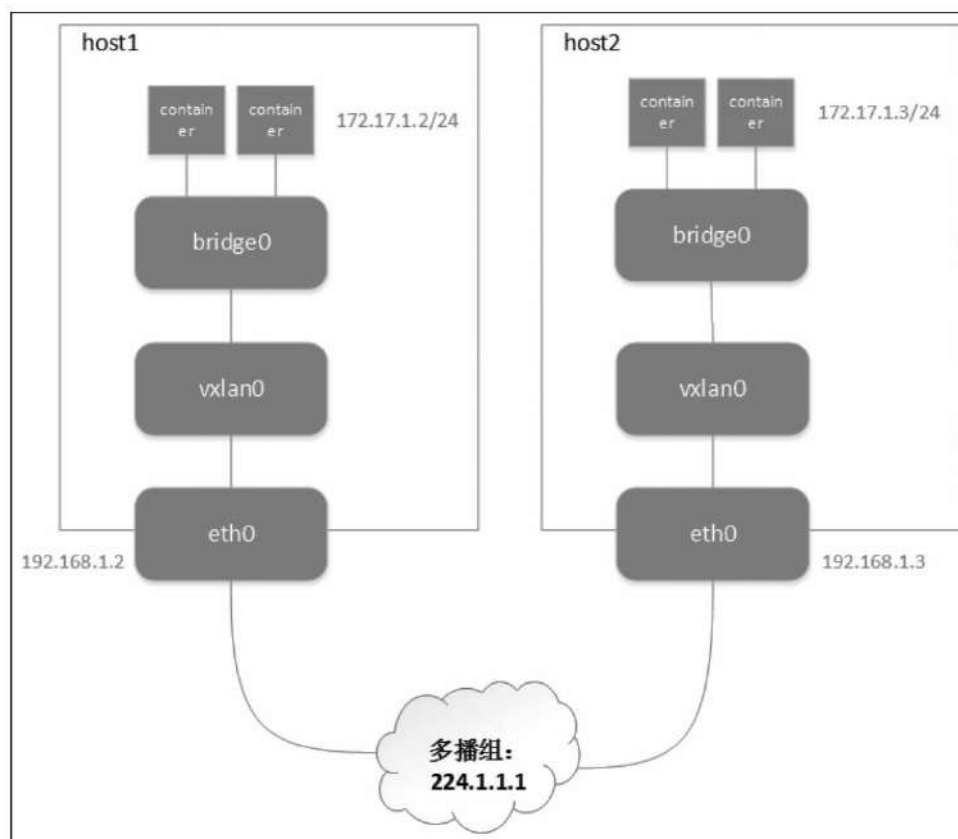 host1
contain
er
contain
er
172.17.1.2/24
bridge0
vxlan0
eth0
192.168.1.2
host2
contain
er
contain
er
172.17.1.3/24
bridge0
vxlan0
eth0
192.168.1.3
多播组：
224.1.1.1